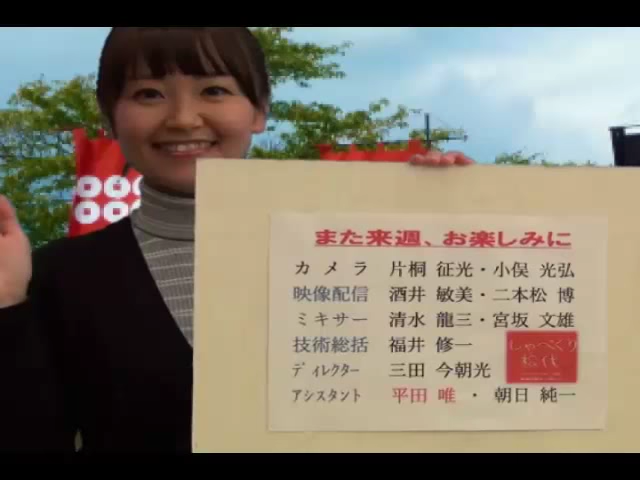 また来週、お楽しみに
カメラ 片桐 征光・小俣 光弘
映像配信 酒井 敏美・二本松 博
ミキサー 清水 龍三・宮坂 文雄
技術総括 福井 修一
ディレクター 三田 今朝光
アシスタント 平田 唯 ・ 朝日 純一
しゃべくり
松代